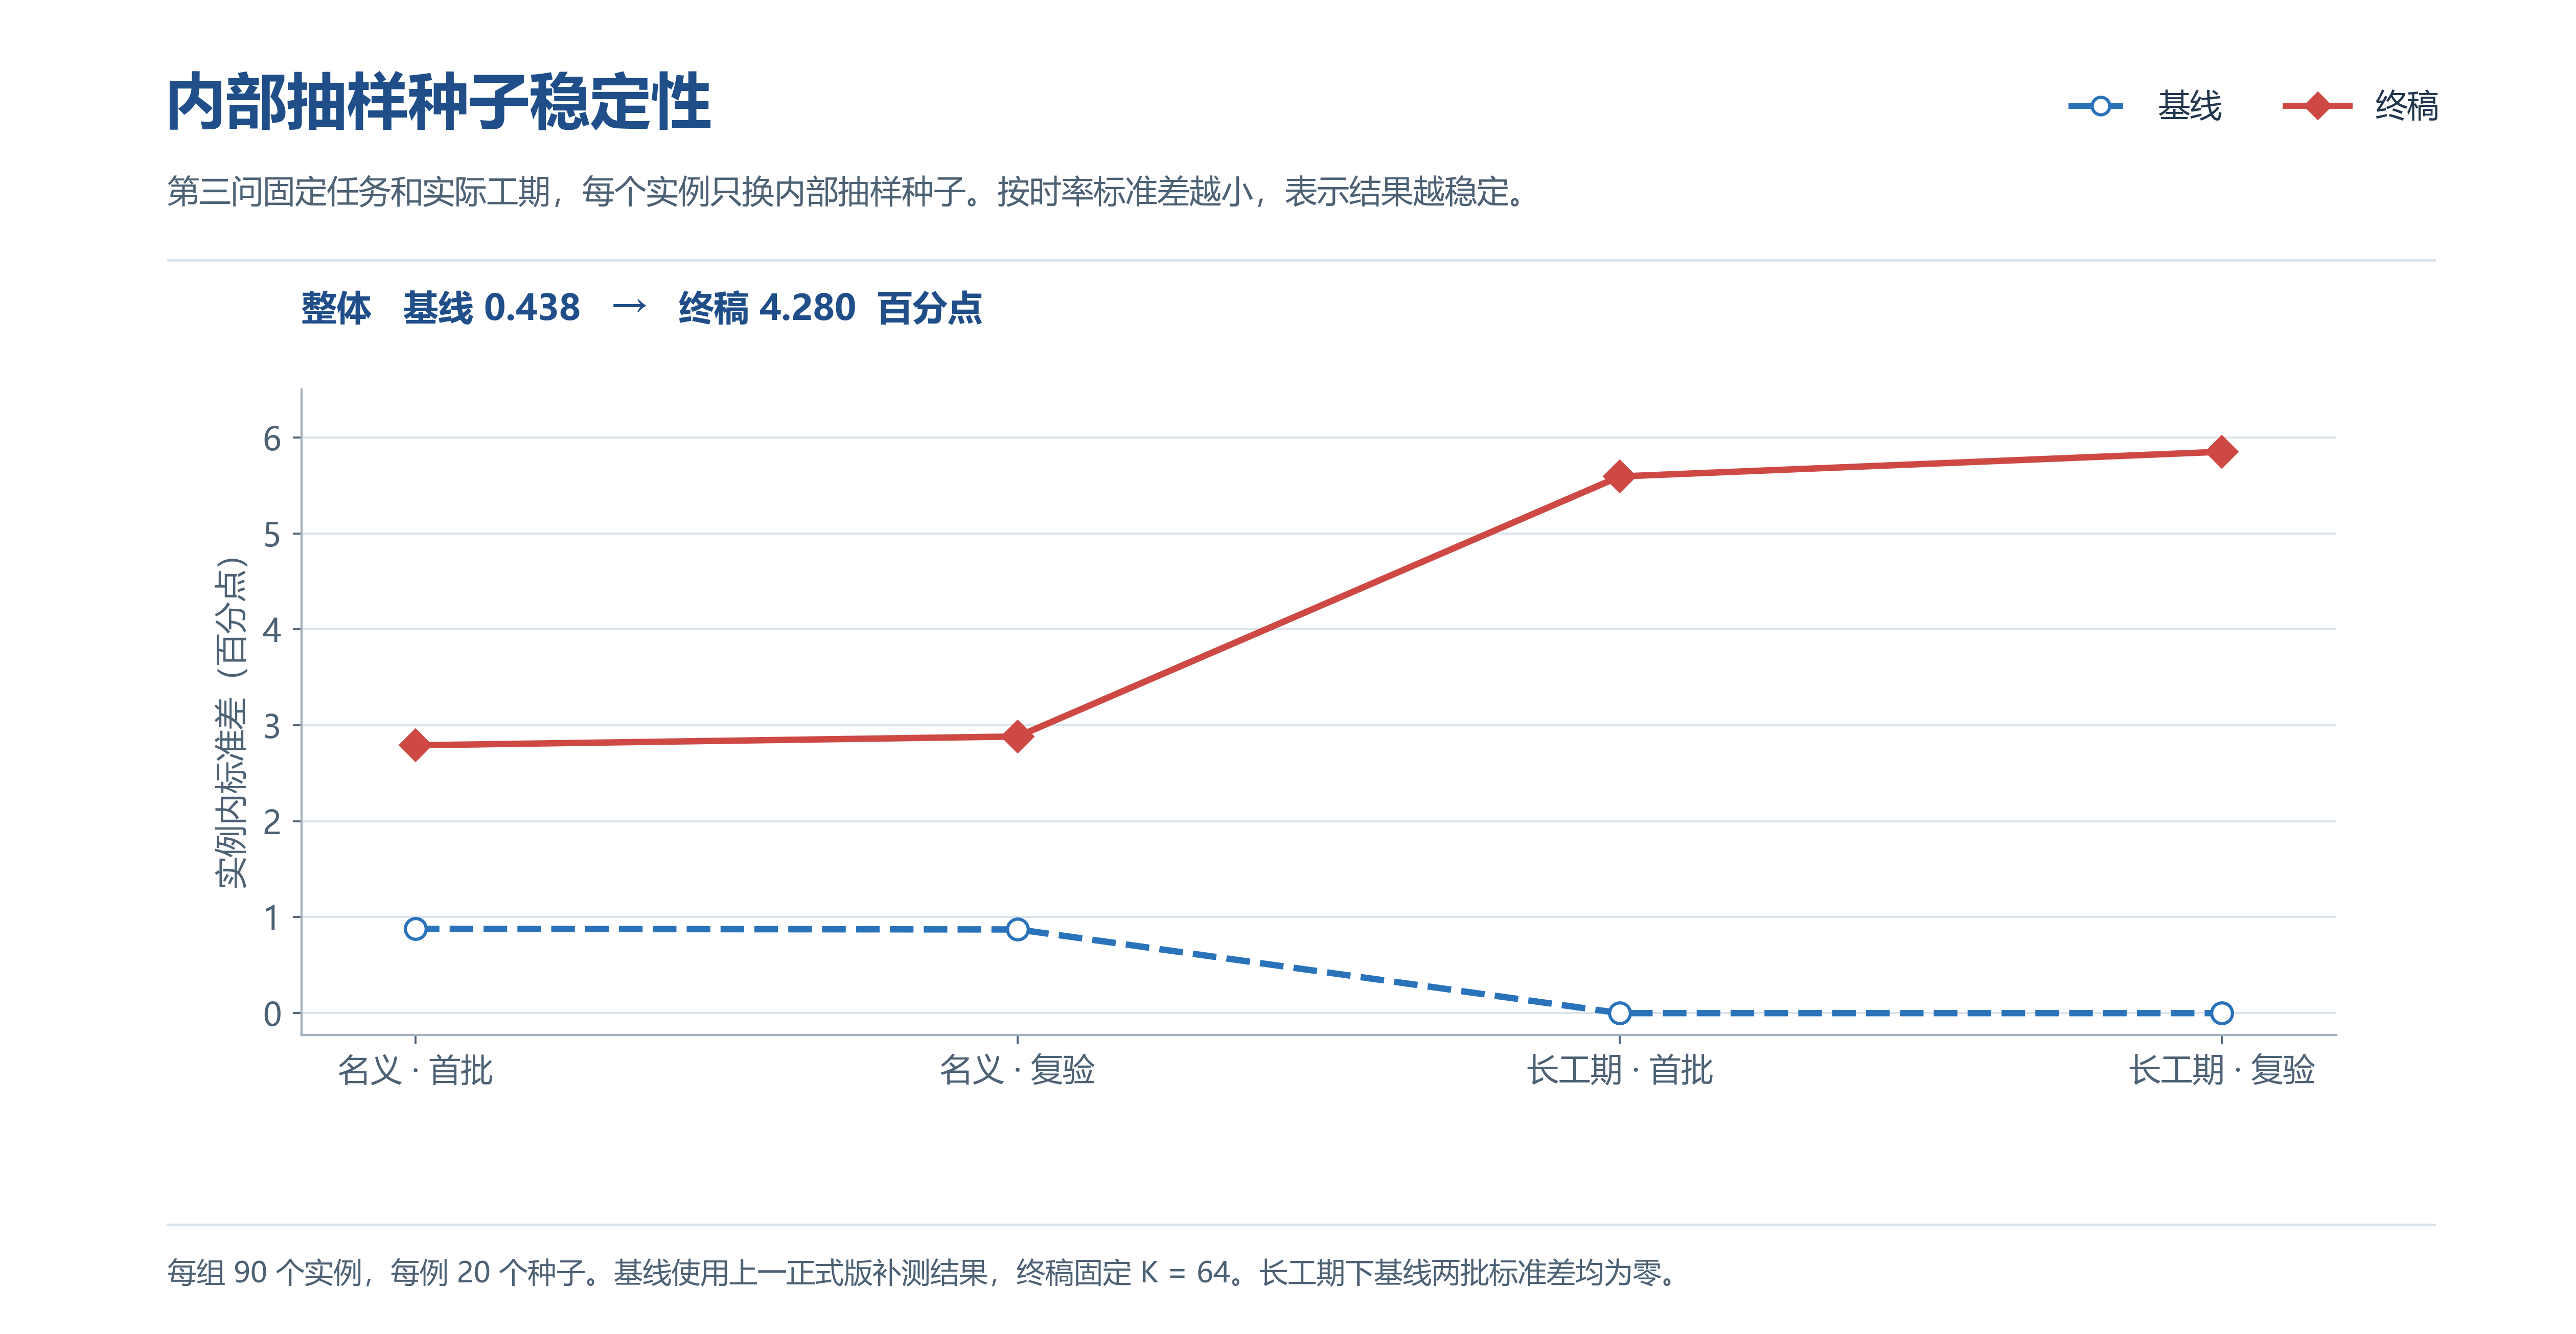 内部抽样种子稳定性
基线
终稿
第三问固定任务和实际工期，每个实例只换内部抽样种子。按时率标准差越小，表示结果越稳定。
整体 基线 0.438 → 终稿 4.280 百分点
实例内标准差（百分点）
6
5
4
3
2
1
0
名义 · 首批
名义 · 复验
长工期 · 首批
长工期 · 复验
每组 90 个实例，每例 20 个种子。基线使用上一正式版补测结果，终稿固定 K = 64。长工期下基线两批标准差均为零。